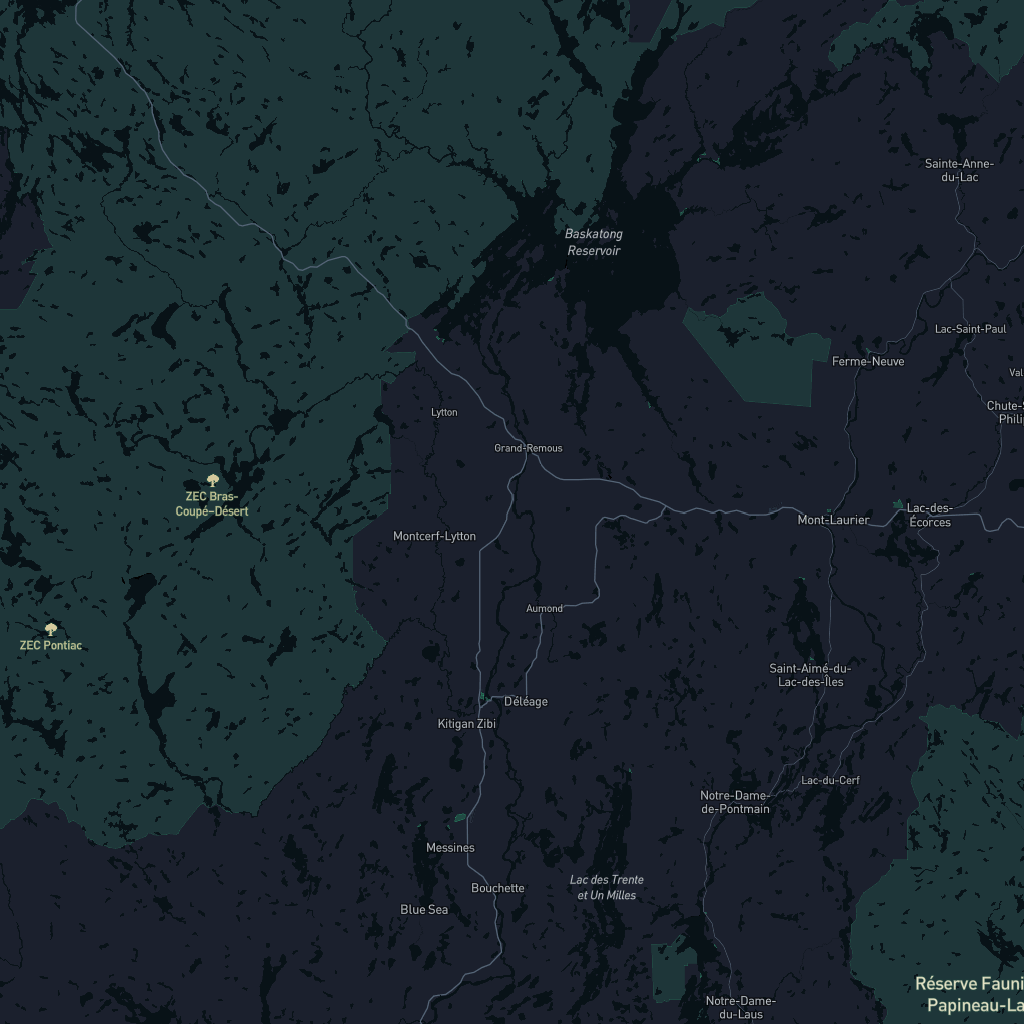 Sainte-Anne-
du-Lac
Baskatong
Reservoir
Lac-Saint-Paul
Ferme-Neuve
Val
Lytton
Chute-S
Philip
Grand-Remous
ZEC Bras-
Coupé-Désert
Lac-des-
Écorces
Mont-Laurier
Montcerf-Lytton
Aumond
ZEC Pontiac
Saint-Aimé-du-
Lac-des-Îles
Déléage
Kitigan Zibi
Lac-du-Cerf
Notre-Dame-
de-Pontmain
Messines
Lac des Trente
et Un Milles
Bouchette
Blue Sea
Réserve Fauni
Papineau-La
Notre-Dame-
du-Laus